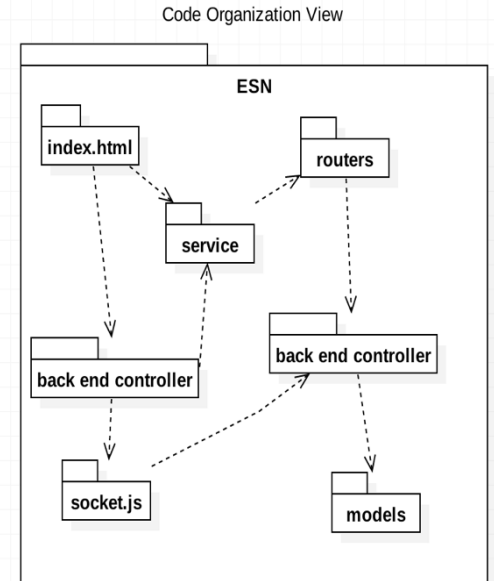 Code Organization View
ESN
index.html
routers
service
back end controller
back end controller
socket.js
models